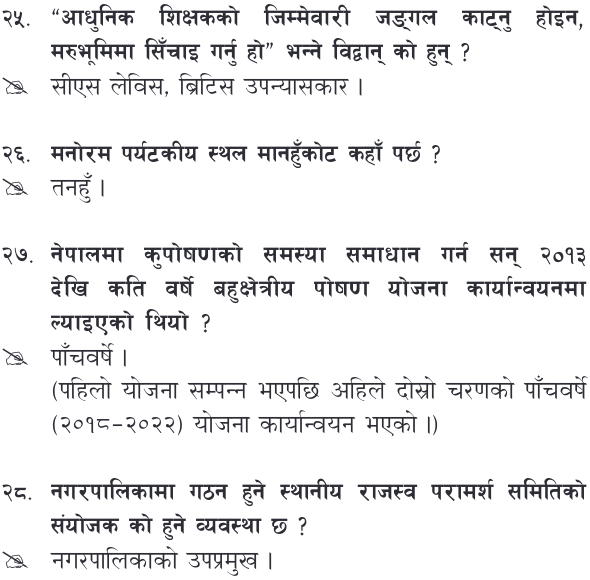 २५. “आधुनिक शिक्षकको जिम्मेवारी जङ्गल काट्नु होइन,
मरुभूमिमा सिँचाइ गर्नु हो” भन्ने विद्वान् को हुन् ?
सीएस लेविस, ब्रिटिस उपन्यासकार ।
२६. मनोरम पर्यटकीय स्थल मानहुँकोट कहाँ पर्छ ?
तनहुँ ।
२७. नेपालमा कुपोषणको समस्या समाधान गर्न सन् २०१३
देखि कति वर्षे बहुक्षेत्रीय पोषण योजना कार्यान्वयनमा
ल्याइएको थियो ?
पाँचवर्षे ।
(पहिलो योजना सम्पन्न भएपछि अहिले दोस्रो चरणको पाँचवर्षे
(२०१८-२०२२) योजना कार्यान्वयन भएको ।)
२८. नगरपालिकामा गठन हुने स्थानीय राजस्व परामर्श समितिको
संयोजक को हुने व्यवस्था छ ?
नगरपालिकाको उपप्रमुख ।